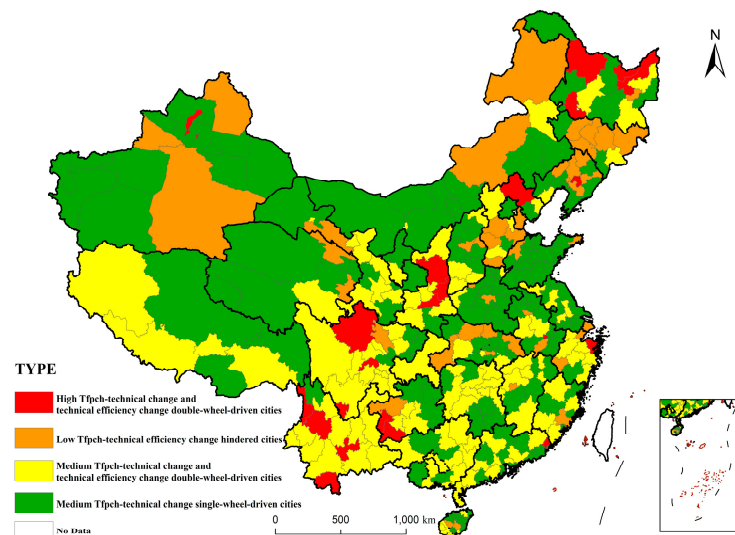 N
TYPE
High Tfpch-technical change and
technical efficiency change double-wheel-driven cities
Low Tfpch-technical efficiency change hindered cities
Medium Tfpch-technical change and
technical efficiency change double-wheel-driven cities
Medium Tfpch-technical change single-wheel-driven cities
No Data
0 500 1,000 km